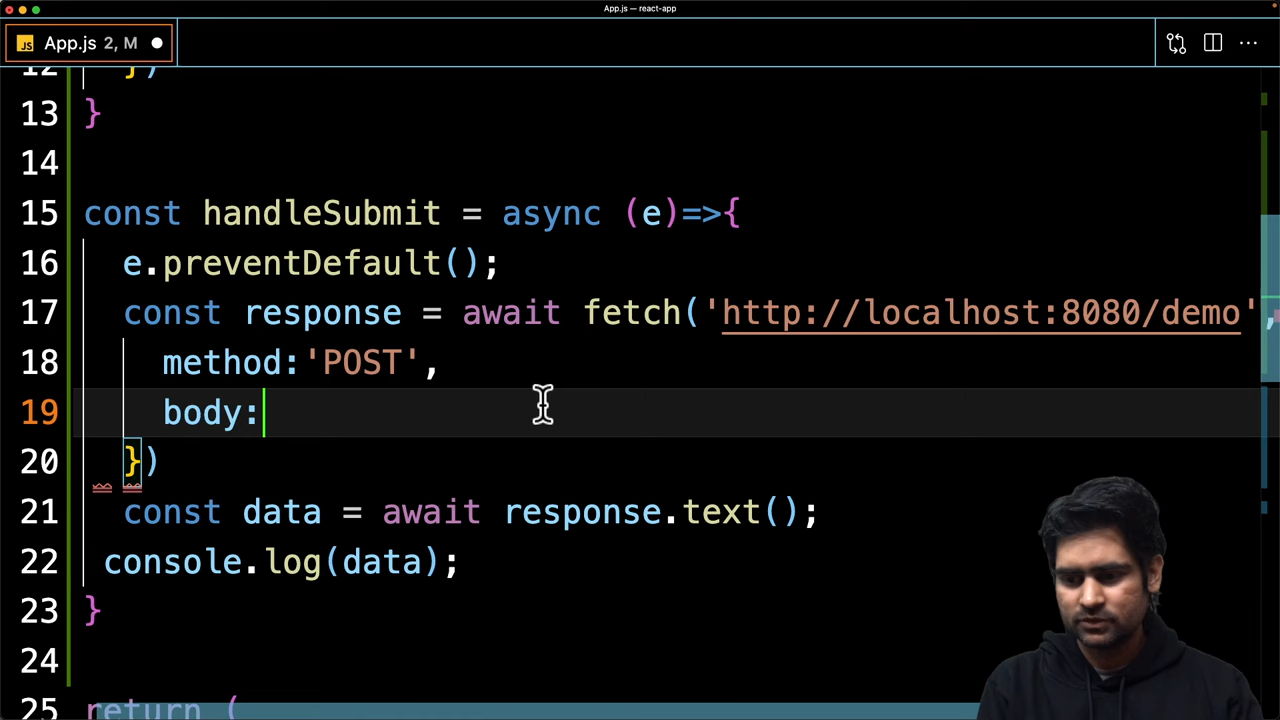 App.js — react-app
JS App.js 2, M
12 })
13 }
14
15 const handleSubmit = async (e)=>{
16 e.preventDefault();
17 const response = await fetch('http://localhost:8080/demo',
18 method:'POST',
19 body:
20 })
21 const data = await response.text();
22 console.log(data);
23 }
24
25 return (